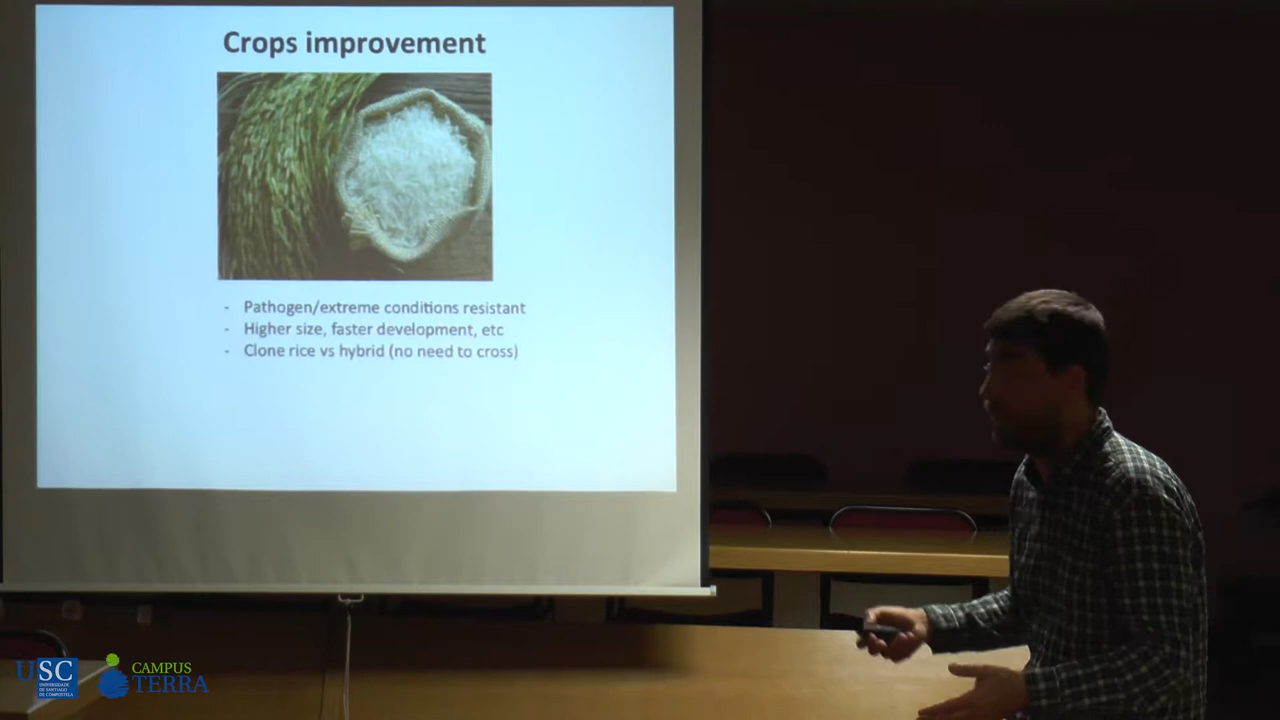 Crops improvement
- Pathogen/extreme conditions resistant
- Higher size, faster development, etc
- Clone rice vs hybrid (no need to cross)
USC
UNIVERSIDADE
DE SANTIAGO
DE COMPOSTELA
CAMPUS
TERRA